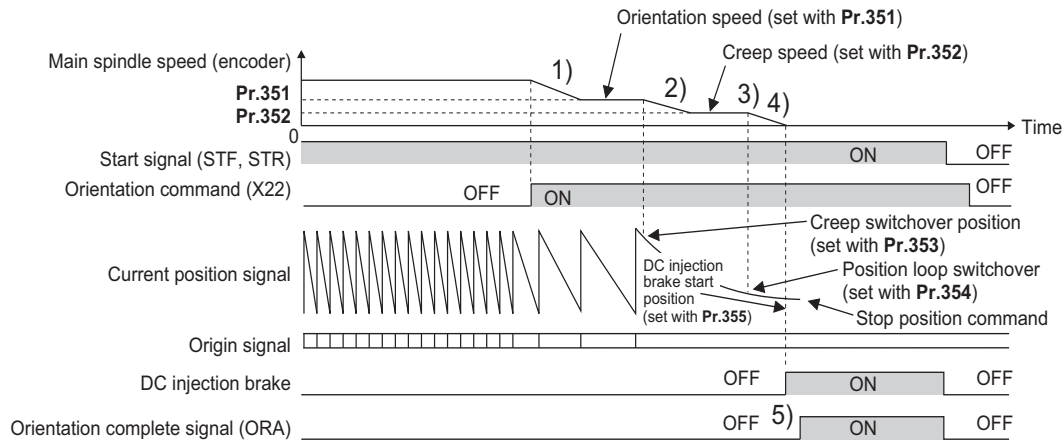 Orientation speed (set with Pr.351)
Main spindle speed (encoder)
Creep speed (set with Pr.352)
1)
2)
3)
4)
Pr.351
Pr.352
0
Time
Start signal (STF, STR)
ON
OFF
Orientation command (X22)
OFF
ON
OFF
Creep switchover position
(set with Pr.353)
Current position signal
DC injection
brake start
position
(set with Pr.355)
Position loop switchover
(set with Pr.354)
Stop position command
Origin signal
DC injection brake
OFF
ON
OFF
Orientation complete signal (ORA)
OFF
5)
ON
OFF